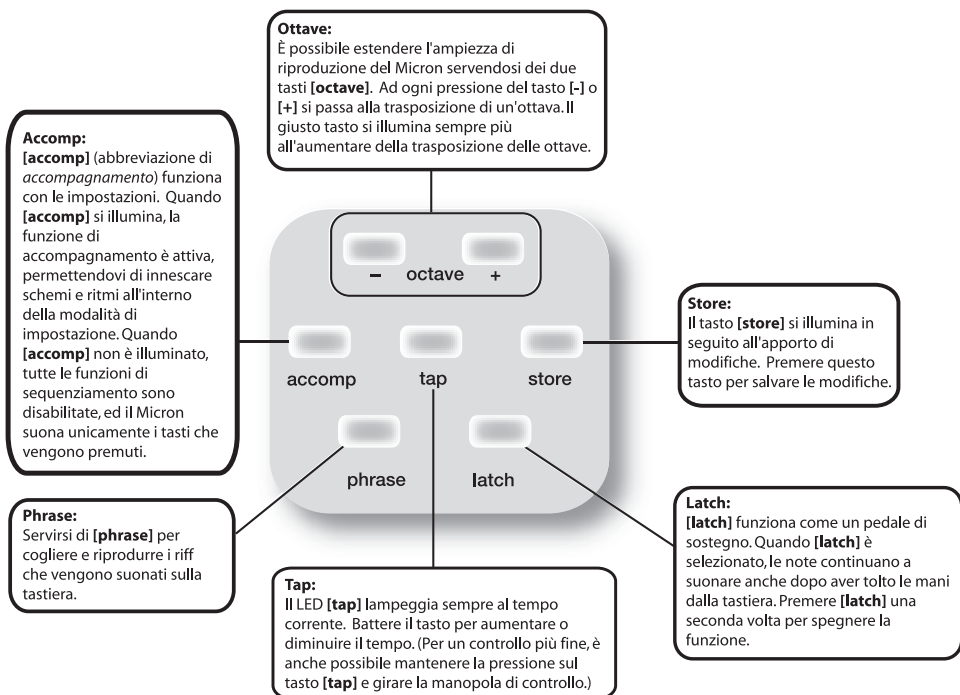 Ottave:
È possibile estendere l'ampiezza di
riproduzione del Micron servendosi dei due
tasti [octave]. Ad ogni pressione del tasto [-] o
[+] si passa alla trasposizione di un'ottava. Il
giusto tasto si illumina sempre più
all'aumentare della trasposizione delle ottave.
Accomp:
[accomp] (abbreviazione di
accompagnamento) funziona
con le impostazioni. Quando
[accomp] si illumina, la
funzione di
accompagnamento è attiva,
permettendovi di innescare
schemi e ritmi all'interno
della modalità di
impostazione. Quando
[accomp] non è illuminato,
tutte le funzioni di
sequenziamento sono
disabilitate, ed il Micron
suona unicamente i tasti che
vengono premuti.
– octave +
accomp tap store
phrase latch
Store:
Il tasto [store] si illumina in
seguito all'apporto di
modifiche. Premere questo
tasto per salvare le modifiche.
Phrase:
Servirsi di [phrase] per
cogliere e riprodurre i riff
che vengono suonati sulla
tastiera.
Tap:
Il LED [tap] lampeggia sempre al tempo
corrente. Battere il tasto per aumentare o
diminuire il tempo. (Per un controllo più fine, è
anche possibile mantenere la pressione sul
tasto [tap] e girare la manopola di controllo.)
Latch:
[latch] funziona come un pedale di
sostegno. Quando [latch] è
selezionato, le note continuano a
suonare anche dopo aver tolto le mani
dalla tastiera. Premere [latch] una
seconda volta per spegnere la
funzione.